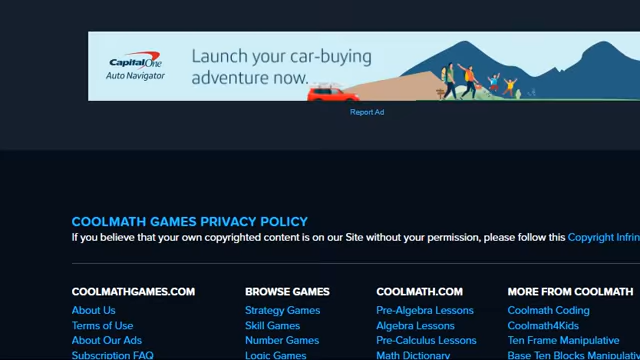 Capital One
Auto Navigator
Launch your car-buying
adventure now.
Report Ad
COOLMATH GAMES PRIVACY POLICY
If you believe that your own copyrighted content is on our Site without your permission, please follow this Copyright Infrin
COOLMATHGAMES.COM BROWSE GAMES COOLMATH.COM MORE FROM COOLMATH
About Us Strategy Games Pre-Algebra Lessons Coolmath Coding
Terms of Use Skill Games Algebra Lessons Coolmath4Kids
About Our Ads Number Games Pre-Calculus Lessons Ten Frame Manipulative
Subscription FAQ Logic Games Math Dictionary Base Ten Blocks Manipulativ